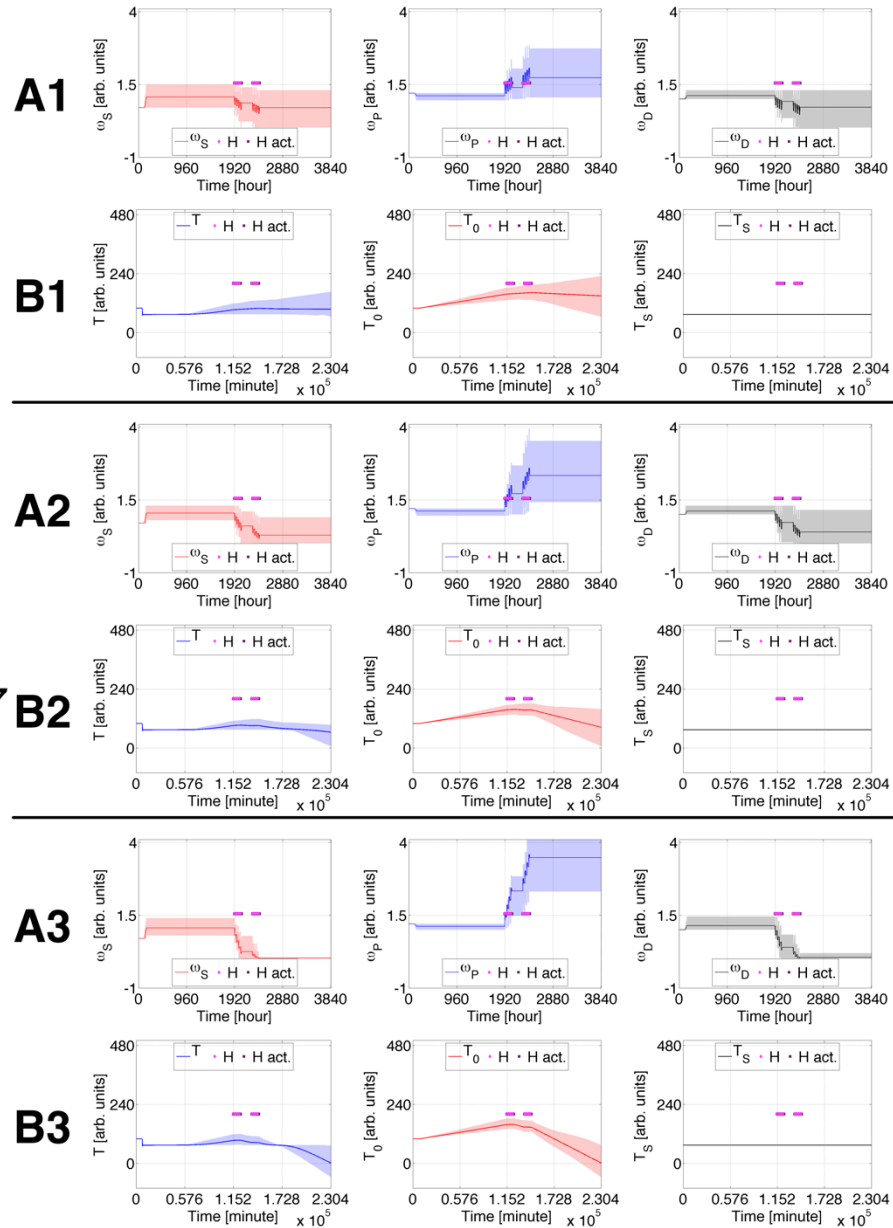 A1
4
1.5
-1
ω_S [arb. units]
ω_S H H act.
0 960 1920 2880 3840
Time [hour]
4
1.5
-1
ω_P [arb. units]
ω_P H H act.
0 960 1920 2880 3840
Time [hour]
4
1.5
-1
ω_D [arb. units]
ω_D H H act.
0 960 1920 2880 3840
Time [hour]
B1
480
240
0
T [arb. units]
T H H act.
0 0.576 1.152 1.728 2.304
Time [minute] x 10^5
480
240
0
T_0 [arb. units]
T_0 H H act.
0 0.576 1.152 1.728 2.304
Time [minute] x 10^5
480
240
0
T_S [arb. units]
T_S H H act.
0 0.576 1.152 1.728 2.304
Time [minute] x 10^5
A2
4
1.5
-1
ω_S [arb. units]
ω_S H H act.
0 960 1920 2880 3840
Time [hour]
4
1.5
-1
ω_P [arb. units]
ω_P H H act.
0 960 1920 2880 3840
Time [hour]
4
1.5
-1
ω_D [arb. units]
ω_D H H act.
0 960 1920 2880 3840
Time [hour]
B2
480
240
0
T [arb. units]
T H H act.
0 0.576 1.152 1.728 2.304
Time [minute] x 10^5
480
240
0
T_0 [arb. units]
T_0 H H act.
0 0.576 1.152 1.728 2.304
Time [minute] x 10^5
480
240
0
T_S [arb. units]
T_S H H act.
0 0.576 1.152 1.728 2.304
Time [minute] x 10^5
A3
4
1.5
-1
ω_S [arb. units]
ω_S H H act.
0 960 1920 2880 3840
Time [hour]
4
1.5
-1
ω_P [arb. units]
ω_P H H act.
0 960 1920 2880 3840
Time [hour]
4
1.5
-1
ω_D [arb. units]
ω_D H H act.
0 960 1920 2880 3840
Time [hour]
B3
480
240
0
T [arb. units]
T H H act.
0 0.576 1.152 1.728 2.304
Time [minute] x 10^5
480
240
0
T_0 [arb. units]
T_0 H H act.
0 0.576 1.152 1.728 2.304
Time [minute] x 10^5
480
240
0
T_S [arb. units]
T_S H H act.
0 0.576 1.152 1.728 2.304
Time [minute] x 10^5